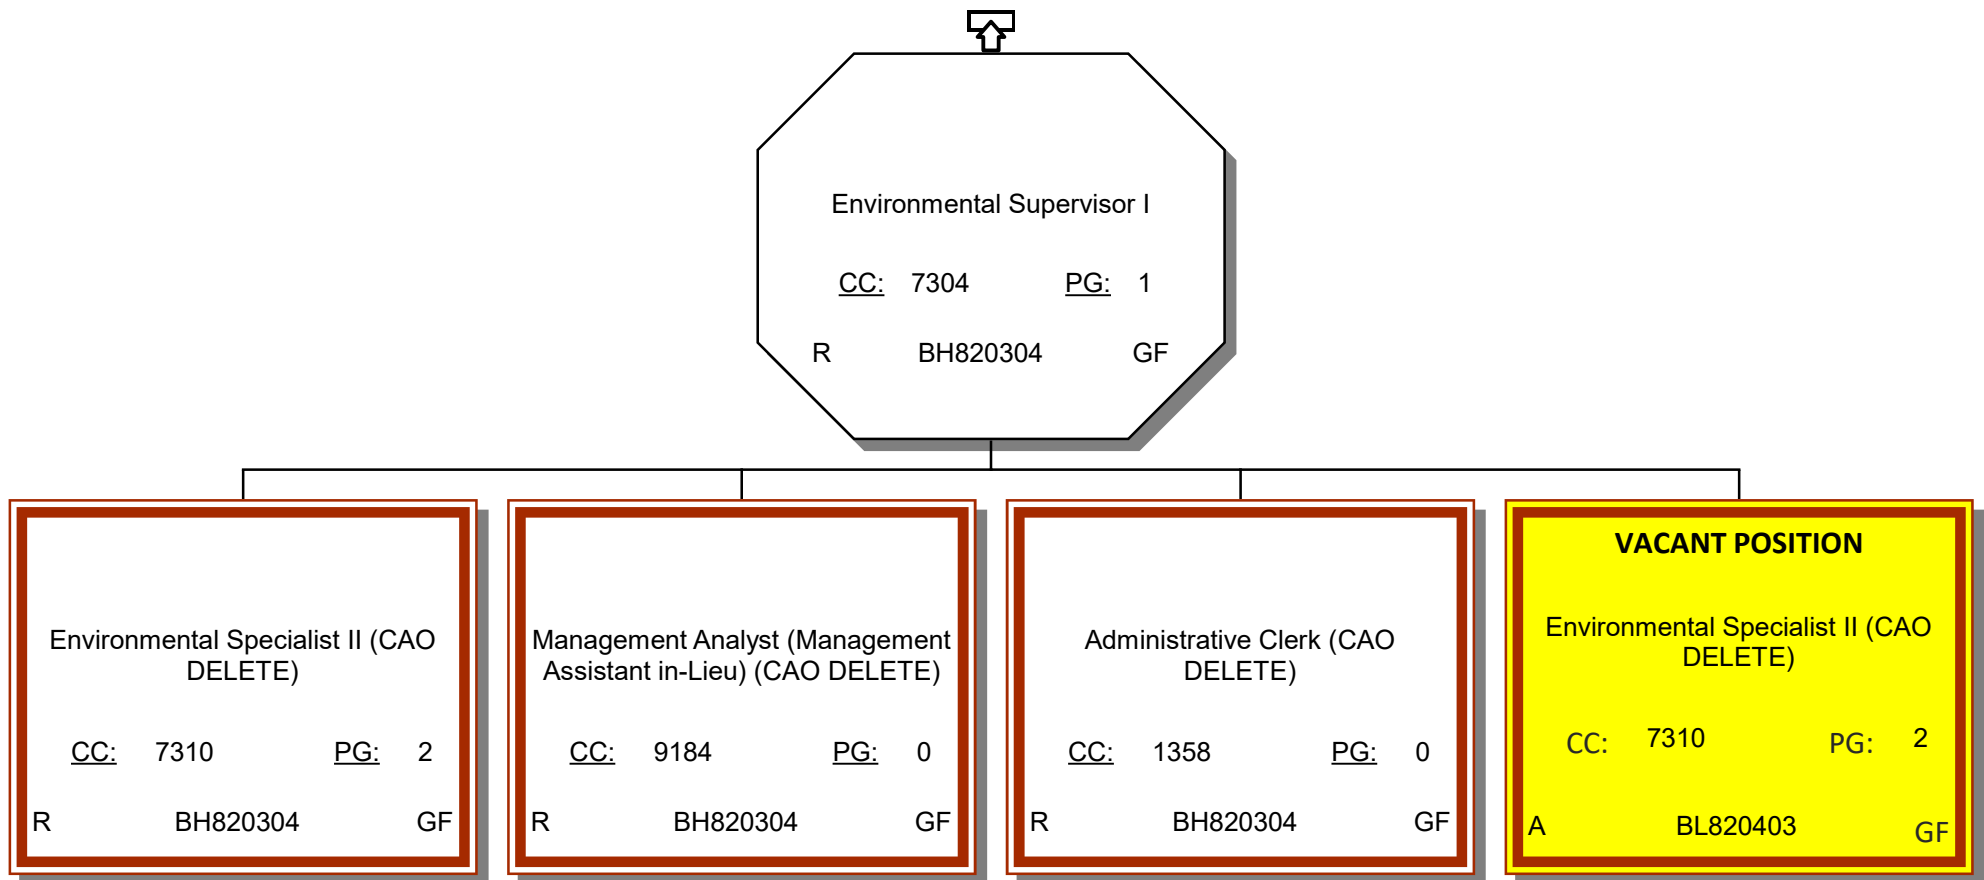 Environmental Supervisor I
CC: 7304 PG: 1
R BH820304 GF
Environmental Specialist II (CAO
DELETE)
CC: 7310 PG: 2
R BH820304 GF
Management Analyst (Management
Assistant in-Lieu) (CAO DELETE)
CC: 9184 PG: 0
R BH820304 GF
Administrative Clerk (CAO
DELETE)
CC: 1358 PG: 0
R BH820304 GF
VACANT POSITION
Environmental Specialist II (CAO
DELETE)
CC: 7310 PG: 2
A BL820403 GF